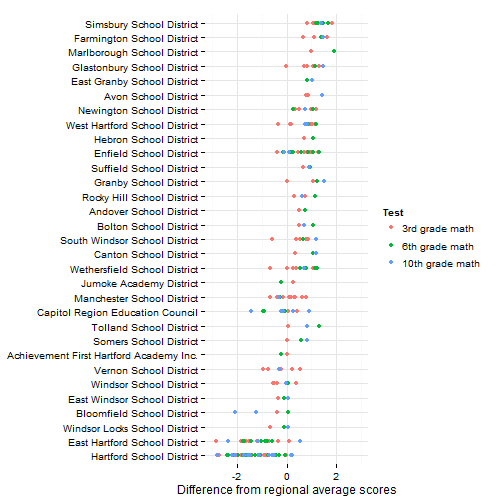 Simsbury School District
Farmington School District
Marlborough School District
Glastonbury School District
East Granby School District
Avon School District
Newington School District
West Hartford School District
Hebron School District
Enfield School District
Suffield School District
Granby School District
Rocky Hill School District
Andover School District
Bolton School District
South Windsor School District
Canton School District
Wethersfield School District
Jumoke Academy District
Manchester School District
Capitol Region Education Council
Tolland School District
Somers School District
Achievement First Hartford Academy Inc.
Vernon School District
Windsor School District
East Windsor School District
Bloomfield School District
Windsor Locks School District
East Hartford School District
Hartford School District
-2 0 2
Difference from regional average scores
Test
3rd grade math
6th grade math
10th grade math